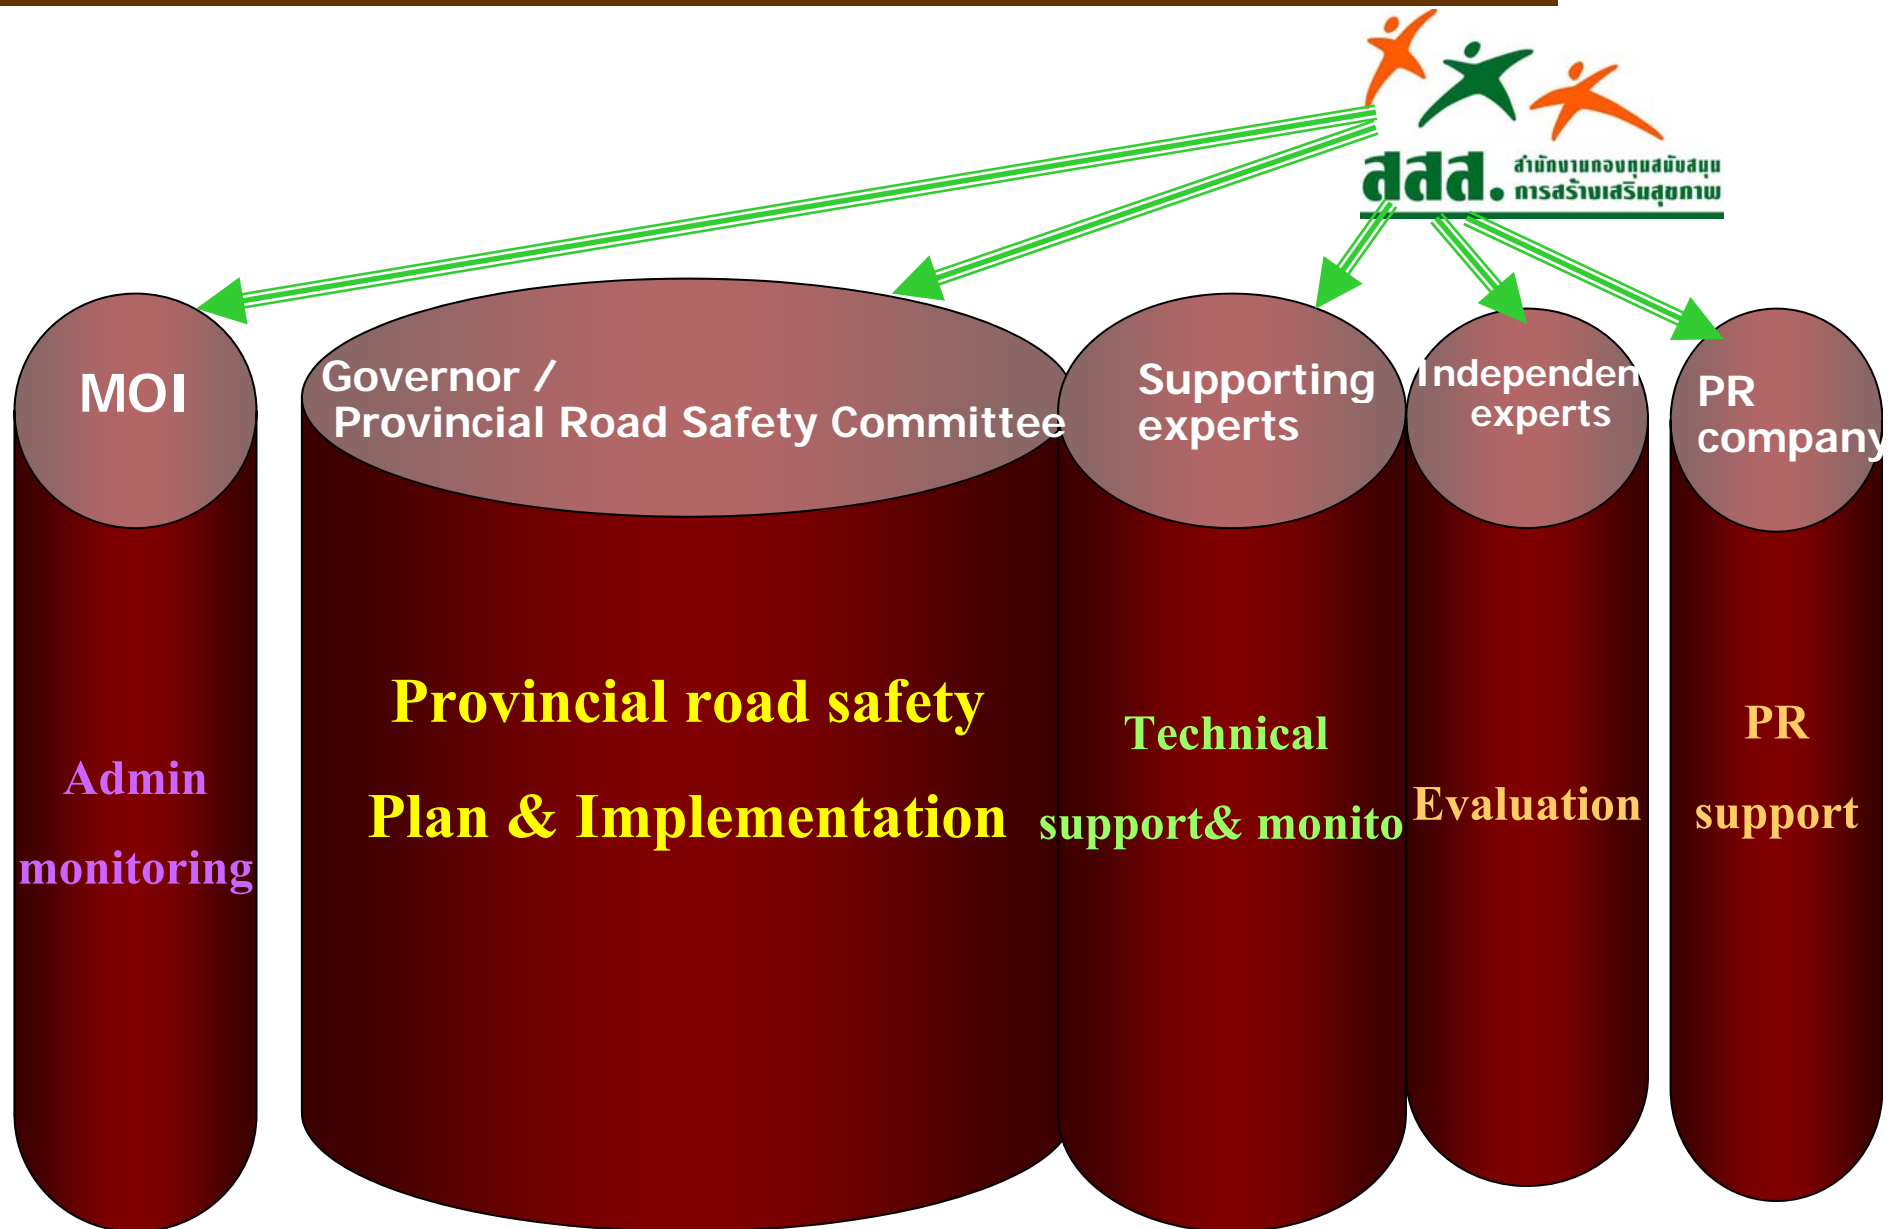 สสส.
สำนักงานกองทุนสนับสนุน
การสร้างเสริมสุขภาพ
MOI
Governor /
Provincial Road Safety Committee
Supporting
experts
Independen
experts
PR
company
Admin
monitoring
Provincial road safety
Plan & Implementation
Technical
support& monito
Evaluation
PR
support